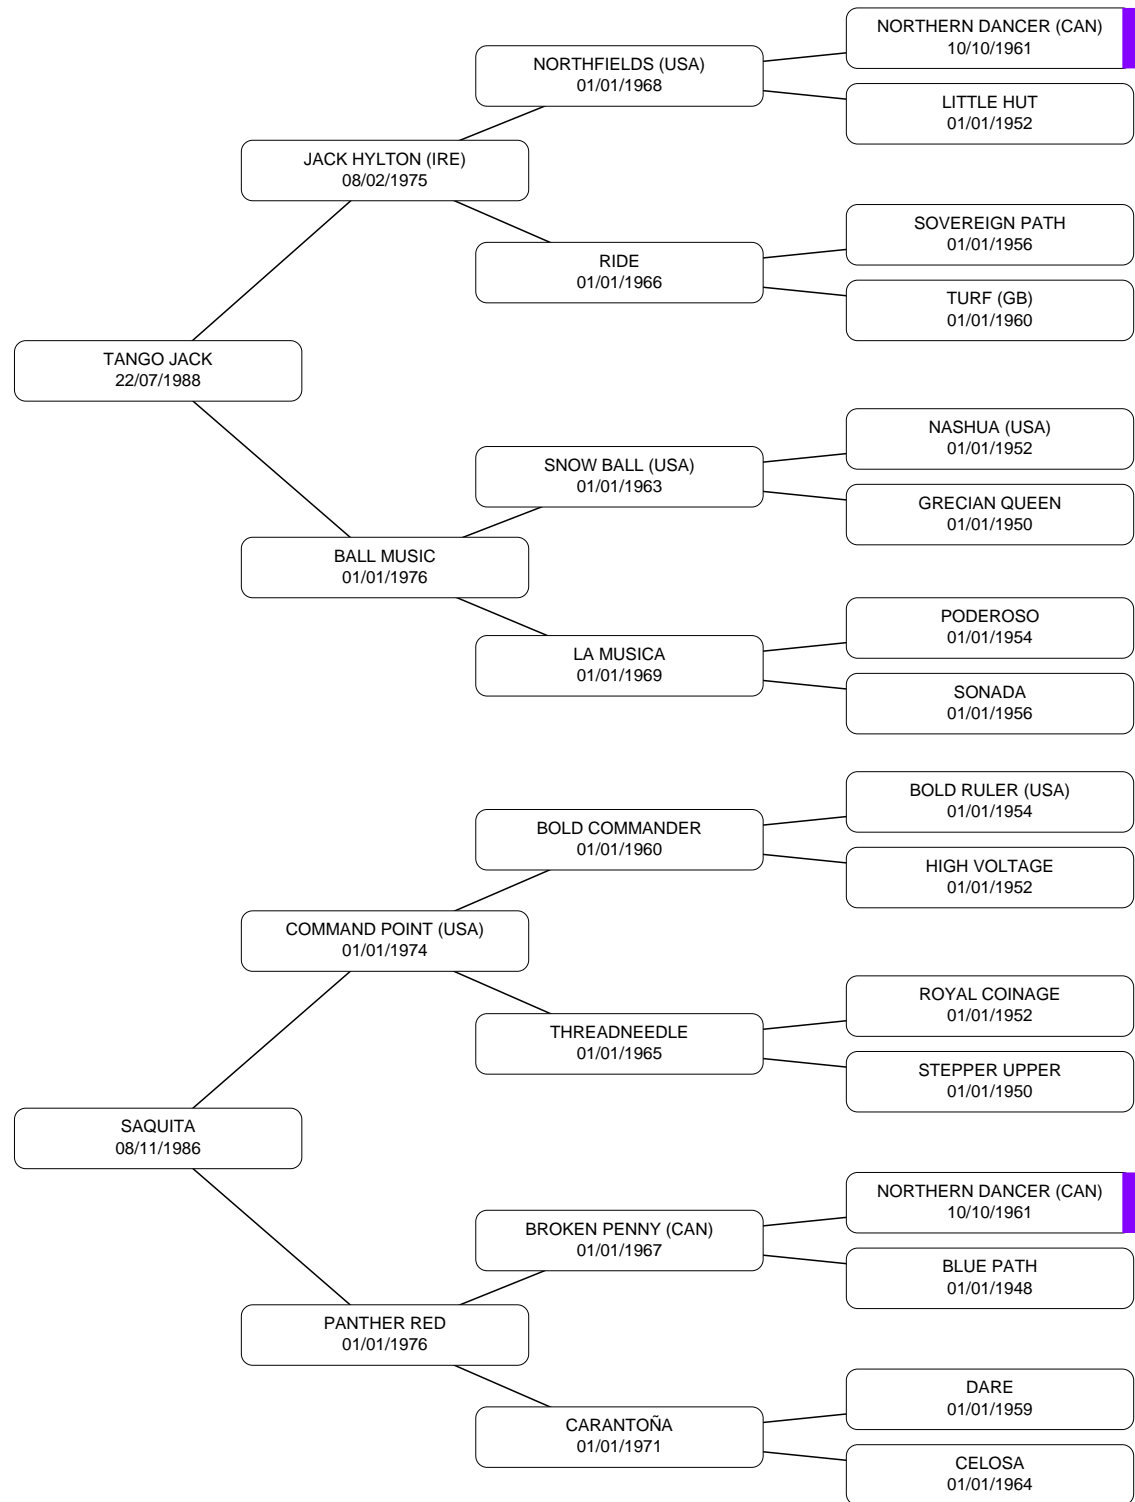 NORTHERN DANCER (CAN)
10/10/1961
NORTHFIELDS (USA)
01/01/1968
LITTLE HUT
01/01/1952
JACK HYLTON (IRE)
08/02/1975
SOVEREIGN PATH
01/01/1956
RIDE
01/01/1966
TURF (GB)
01/01/1960
TANGO JACK
22/07/1988
NASHUA (USA)
01/01/1952
SNOW BALL (USA)
01/01/1963
GRECIAN QUEEN
01/01/1950
BALL MUSIC
01/01/1976
PODEROSO
01/01/1954
LA MUSICA
01/01/1969
SONADA
01/01/1956
BOLD RULER (USA)
01/01/1954
BOLD COMMANDER
01/01/1960
HIGH VOLTAGE
01/01/1952
COMMAND POINT (USA)
01/01/1974
ROYAL COINAGE
01/01/1952
THREADNEEDLE
01/01/1965
STEPPER UPPER
01/01/1950
SAQUITA
08/11/1986
NORTHERN DANCER (CAN)
10/10/1961
BROKEN PENNY (CAN)
01/01/1967
BLUE PATH
01/01/1948
PANTHER RED
01/01/1976
DARE
01/01/1959
CARANTOÑA
01/01/1971
CELOSA
01/01/1964